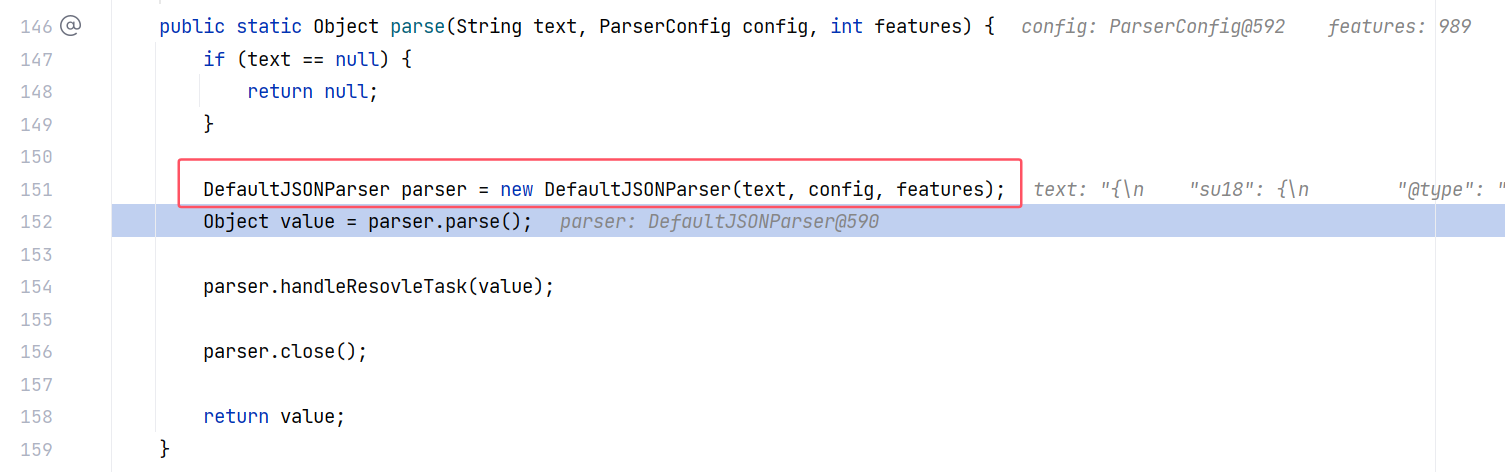 146 @ public static Object parse(String text, ParserConfig config, int features) { config: ParserConfig@592 features: 989
147 if (text == null) {
148 return null;
149 }
150
151 DefaultJSONParser parser = new DefaultJSONParser(text, config, features); text: "{\n "su18": {\n "@type": "
152 Object value = parser.parse(); parser: DefaultJSONParser@590
153
154 parser.handleResovleTask(value);
155
156 parser.close();
157
158 return value;
159 }